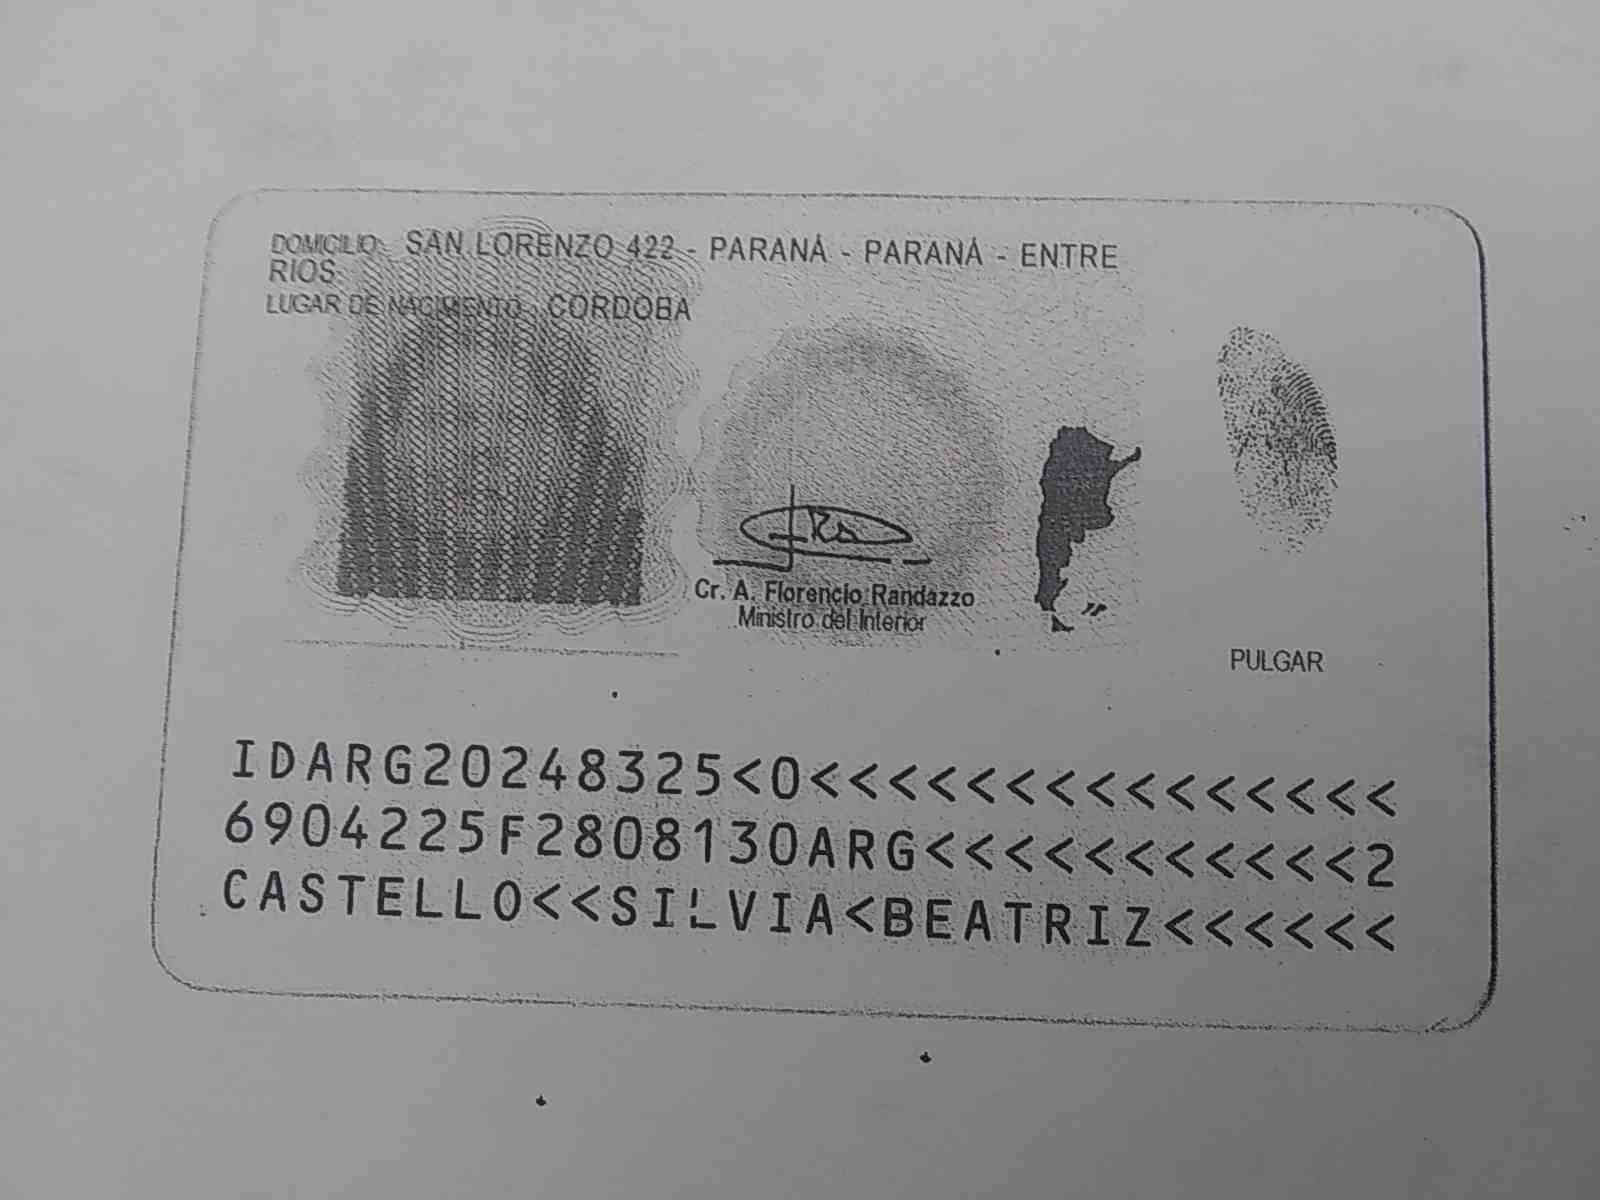 DOMICILIO: SAN LORENZO 422 - PARANÁ - PARANÁ - ENTRE
RIOS
LUGAR DE NACIMIENTO: CORDOBA
Cr. A. Florencio Randazzo
Ministro del Interior
PULGAR
IDARG20248325<0<<<<<<<<<<<<<<<
6904225F2808130ARG<<<<<<<<<<<2
CASTELLO<<SILVIA<BEATRIZ<<<<<<